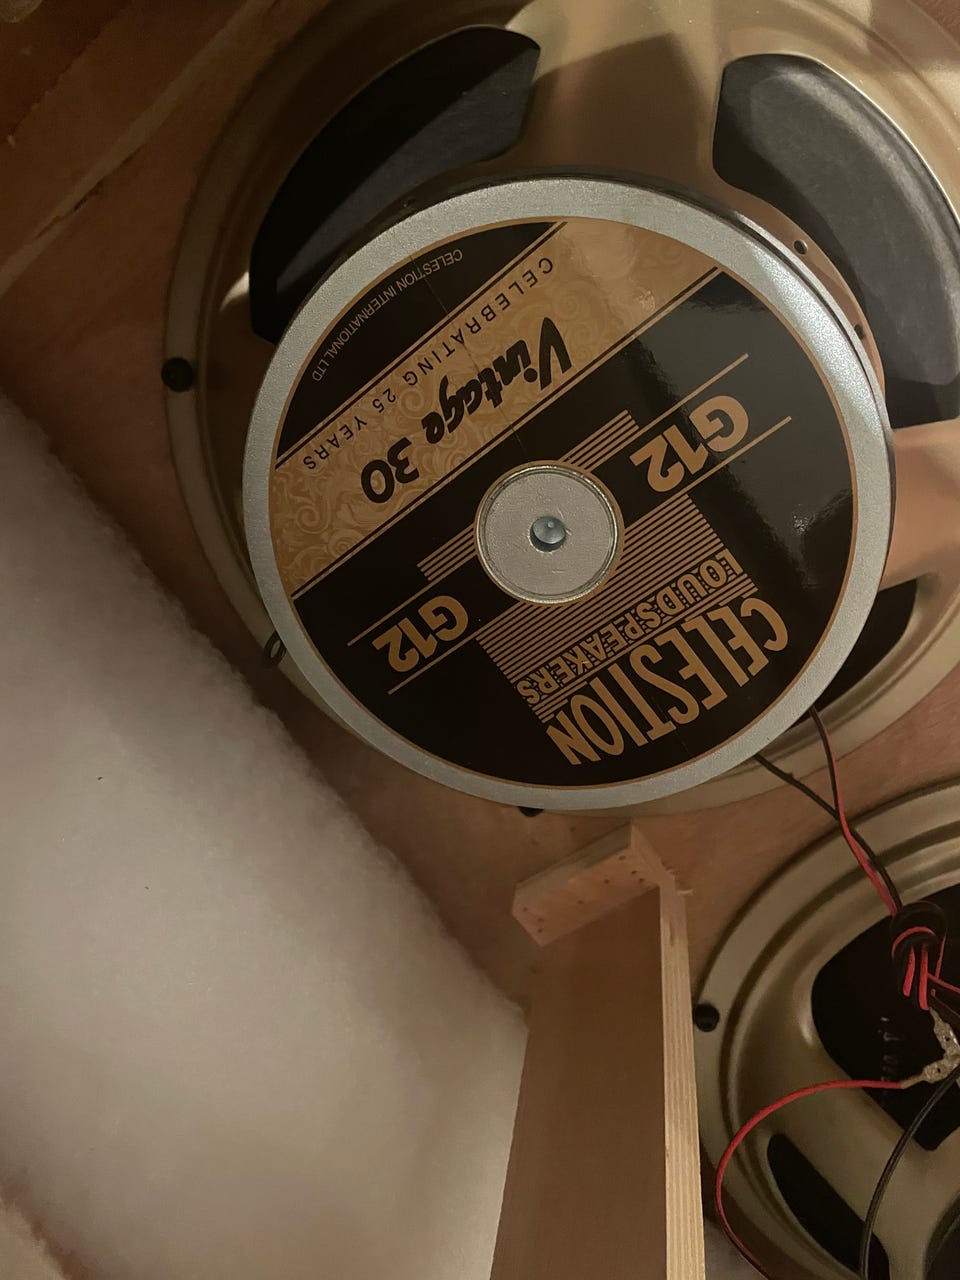 CELESTION
LOUDSPEAKERS
G12
G12
Vintage 30
CELEBRATING 25 YEARS
CELESTION INTERNATIONAL LTD